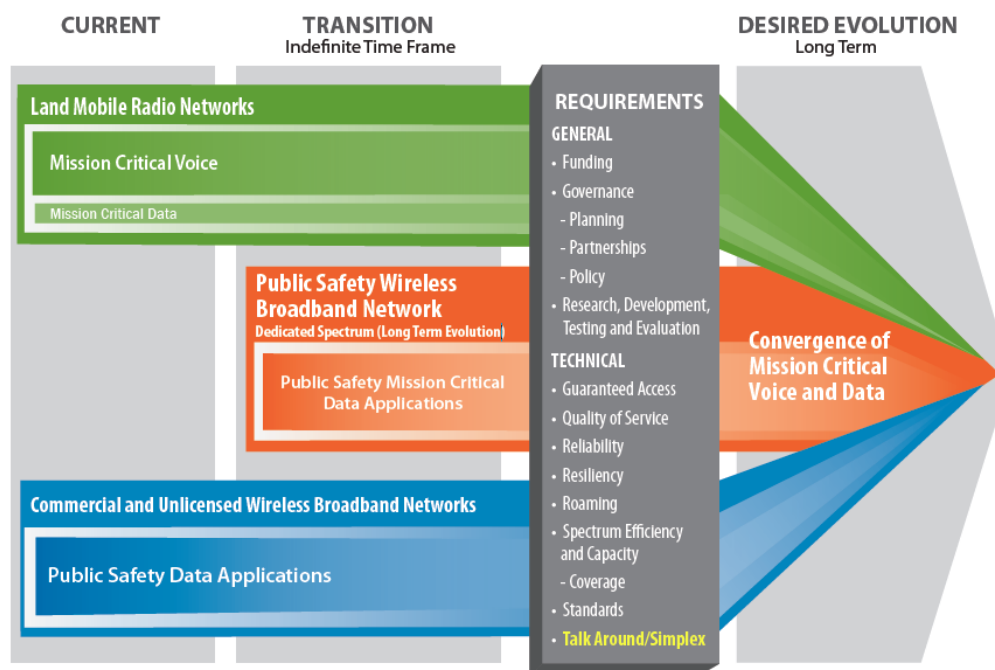 CURRENT
TRANSITION
Indefinite Time Frame
DESIRED EVOLUTION
Long Term
Land Mobile Radio Networks
Mission Critical Voice
Mission Critical Data
Public Safety Wireless
Broadband Network
Dedicated Spectrum (Long Term Evolution)
Public Safety Mission Critical
Data Applications
Commercial and Unlicensed Wireless Broadband Networks
Public Safety Data Applications
REQUIREMENTS
GENERAL
• Funding
• Governance
- Planning
- Partnerships
- Policy
• Research, Development,
Testing and Evaluation
TECHNICAL
• Guaranteed Access
• Quality of Service
• Reliability
• Resiliency
• Roaming
• Spectrum Efficiency
and Capacity
- Coverage
• Standards
• Talk Around/Simplex
Convergence of
Mission Critical
Voice and Data